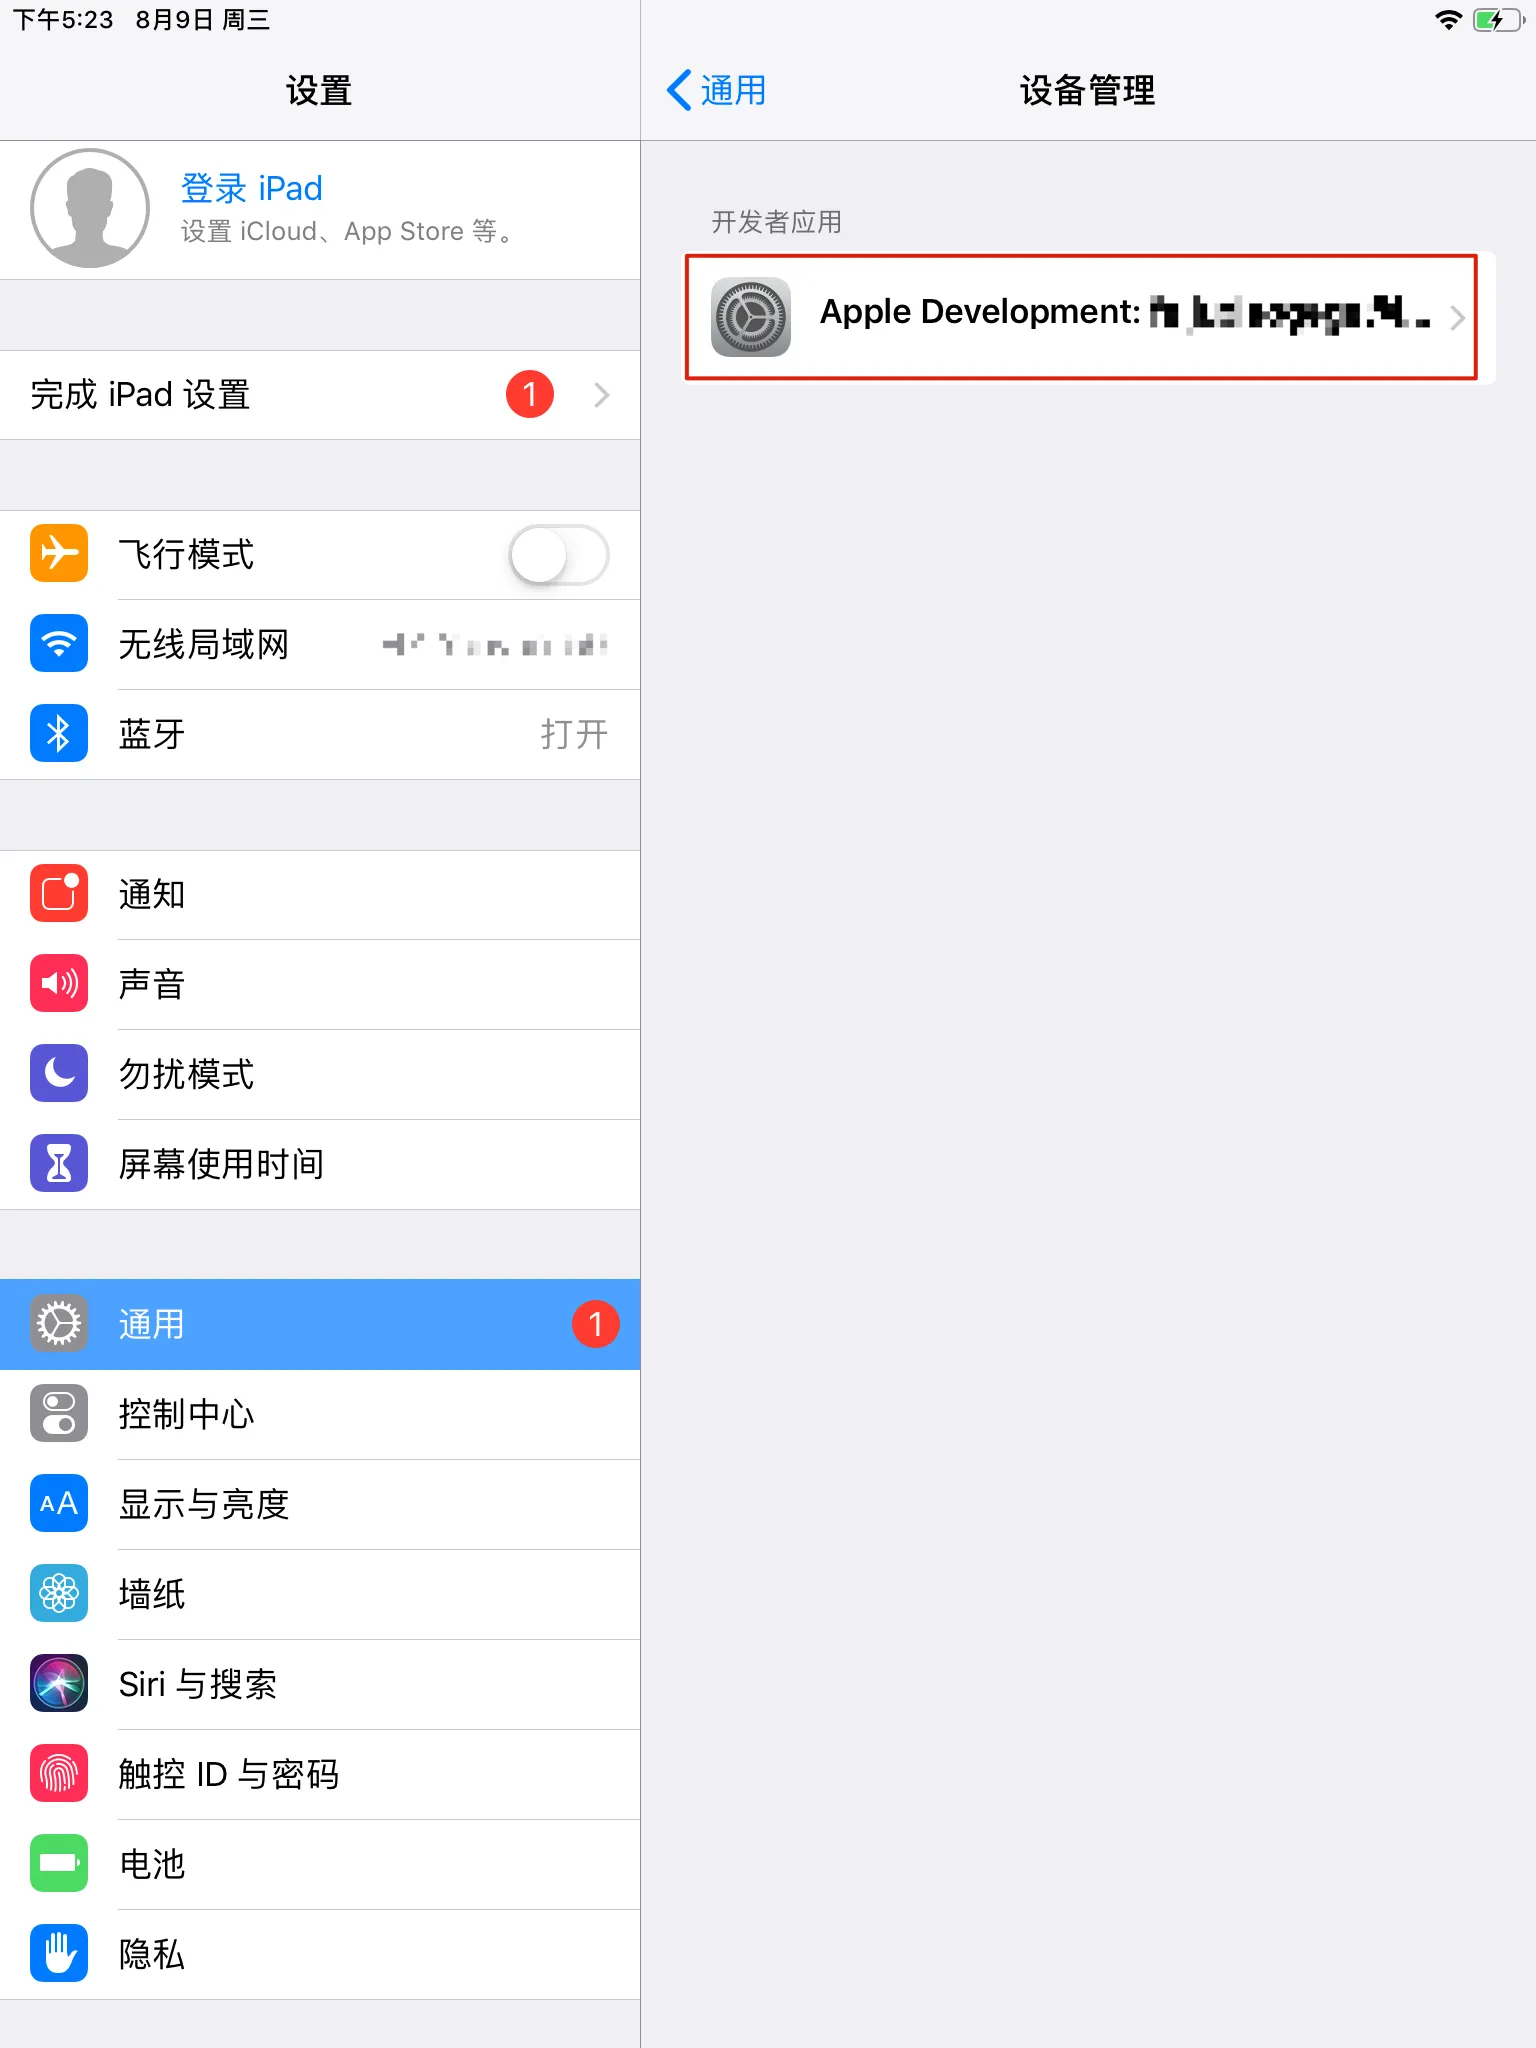 下午5:23 8月9日 周三
设置
登录 iPad
设置 iCloud、App Store 等。
完成 iPad 设置
1
飞行模式
无线局域网
蓝牙
打开
通知
声音
勿扰模式
屏幕使用时间
通用
1
控制中心
AA
显示与亮度
墙纸
Siri 与搜索
触控 ID 与密码
电池
隐私
通用
设备管理
开发者应用
Apple Development: